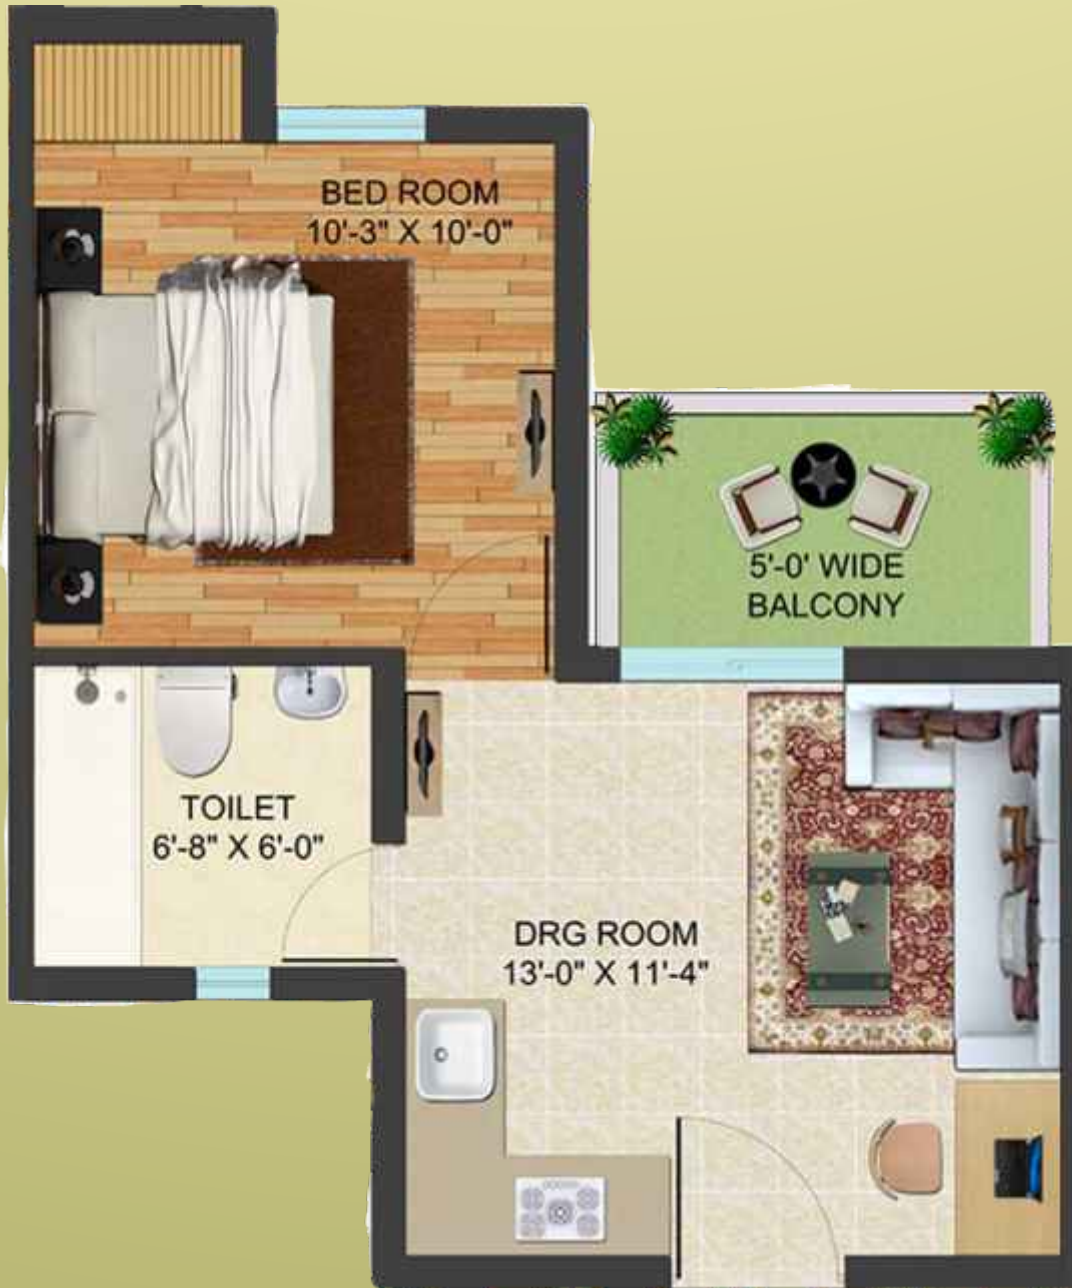 BED ROOM
10'-3" X 10'-0"
5'-0' WIDE
BALCONY
TOILET
6'-8" X 6'-0"
DRG ROOM
13'-0" X 11'-4"